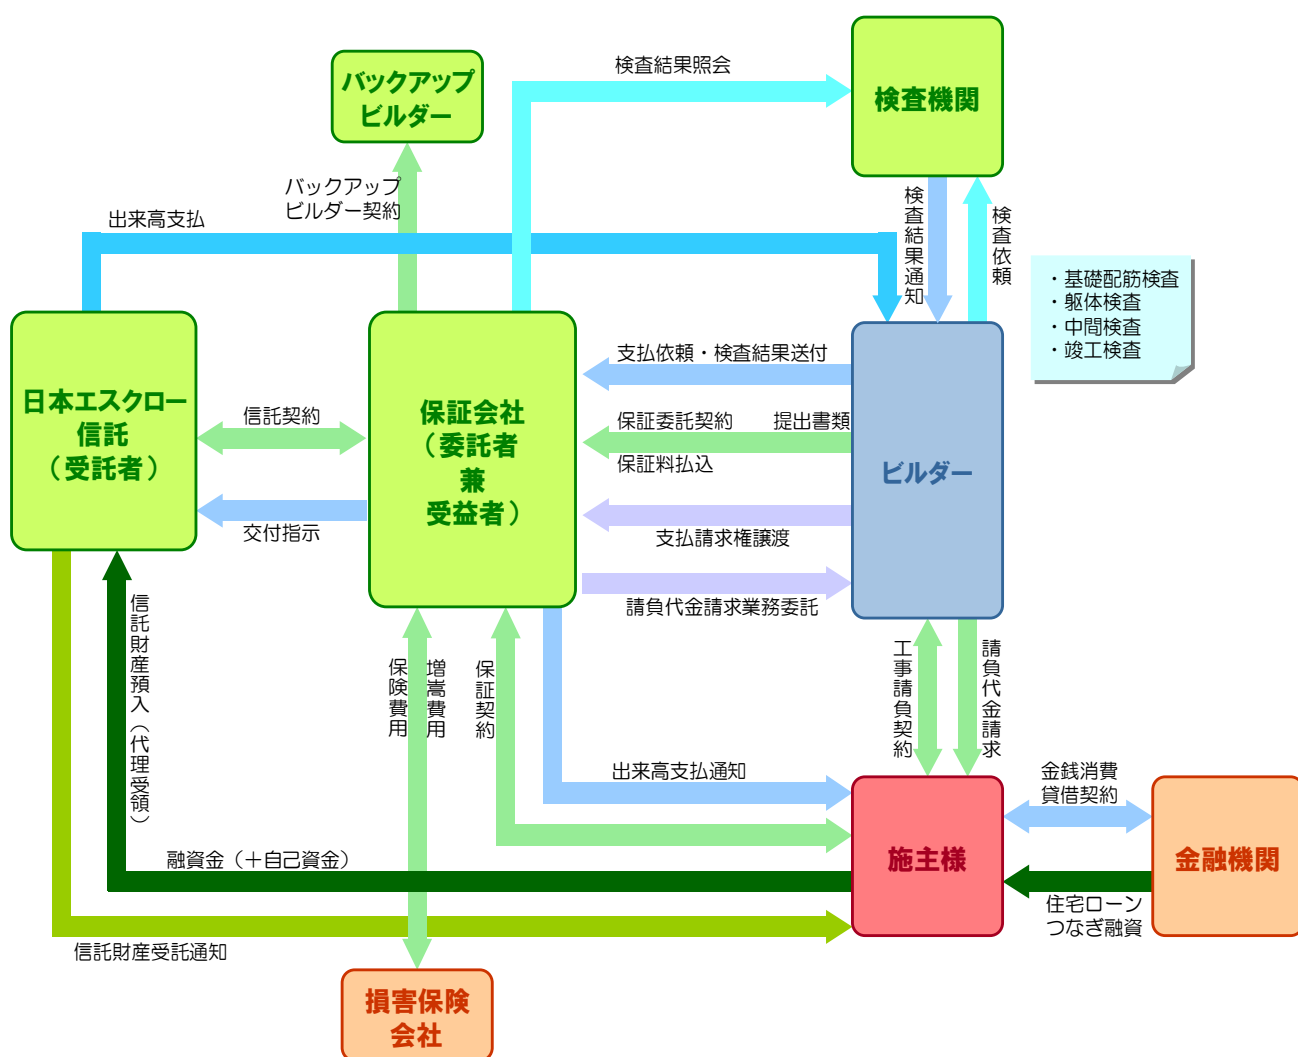 検査結果照会
バックアップ
ビルダー
検査機関
バックアップ
ビルダー契約
出来高支払
検査結果通知
検査依頼
・基礎配筋検査
・躯体検査
・中間検査
・竣工検査
日本エスクロー
信託
（受託者）
信託契約
交付指示
保証会社
（委託者
兼
受益者）
支払依頼・検査結果送付
保証委託契約 提出書類
保証料払込
支払請求権譲渡
請負代金請求業務委託
ビルダー
信託財産預入（代理受領）
保険費用
増嵩費用
保証契約
工事請負契約
請負代金請求
出来高支払通知
金銭消費
貸借契約
融資金（＋自己資金）
施主様
金融機関
住宅ローン
つなぎ融資
信託財産受託通知
損害保険
会社